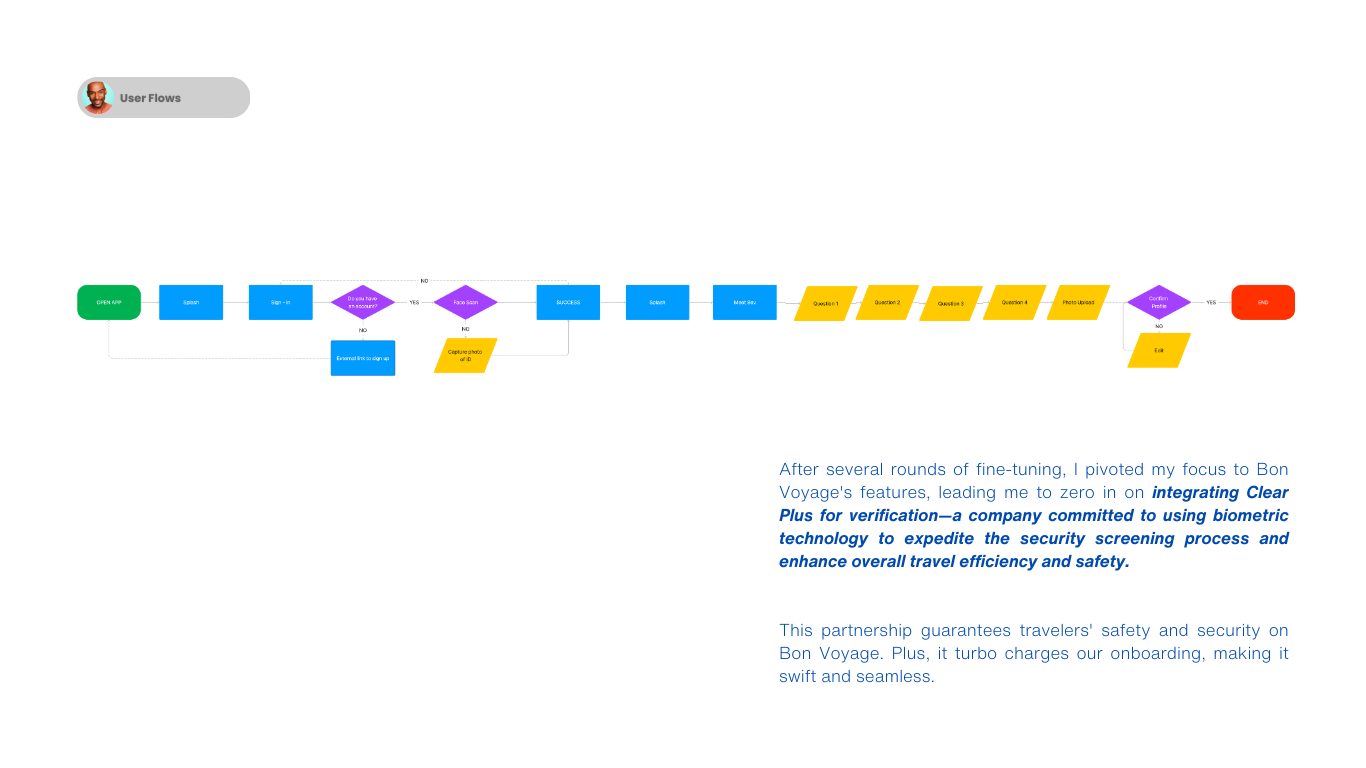 User Flows
NO
OPEN APP
Splash
Sign - In
Do you have
an account?
YES
Face Scan
SUCCESS
Splash
Meet Bev
Question 1
Question 2
Question 3
Question 4
Photo Upload
Confirm
Profile
YES
END
NO
NO
NO
External link to sign up
Capture photo
of ID
Edit
After several rounds of fine-tuning, I pivoted my focus to Bon
Voyage's features, leading me to zero in on integrating Clear
Plus for verification—a company committed to using biometric
technology to expedite the security screening process and
enhance overall travel efficiency and safety.
This partnership guarantees travelers' safety and security on
Bon Voyage. Plus, it turbo charges our onboarding, making it
swift and seamless.